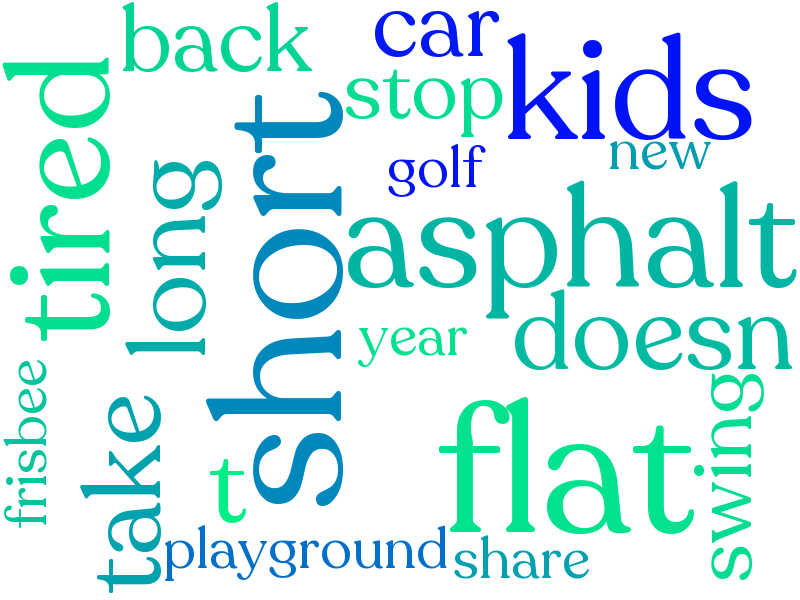 back
car
kids
stop
new
golf
tired
long
short
asphalt
doesn
year
frisbee
take
t
flat
swing
playground
share